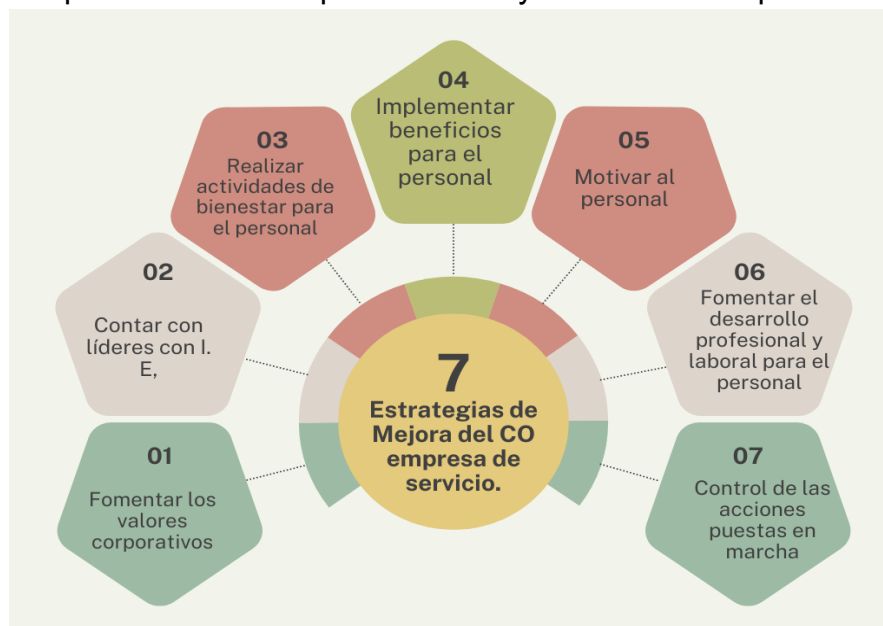 04
Implementar
beneficios
para el
personal
03
Realizar
actividades de
bienestar para
el personal
05
Motivar al
personal
02
Contar con
líderes con I.
E,
06
Fomentar el
desarrollo
profesional y
laboral para el
personal
7
Estrategias de
Mejora del CO
empresa de
servicio.
01
Fomentar los
valores
corporativos
07
Control de las
acciones
puestas en
marcha